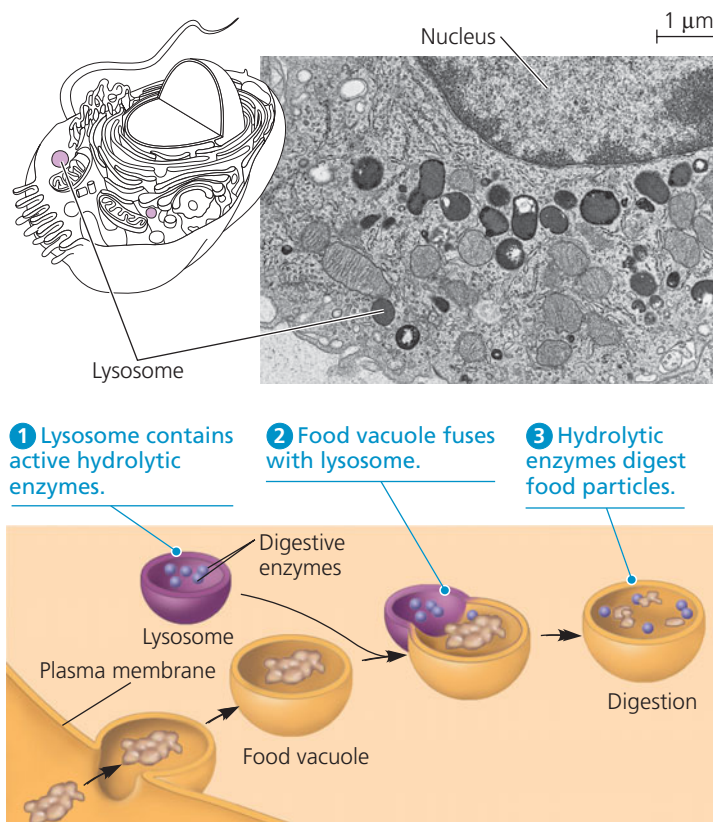 1 μm
Nucleus
Lysosome
1 Lysosome contains
active hydrolytic
enzymes.
2 Food vacuole fuses
with lysosome.
3 Hydrolytic
enzymes digest
food particles.
Digestive
enzymes
Lysosome
Plasma membrane
Food vacuole
Digestion